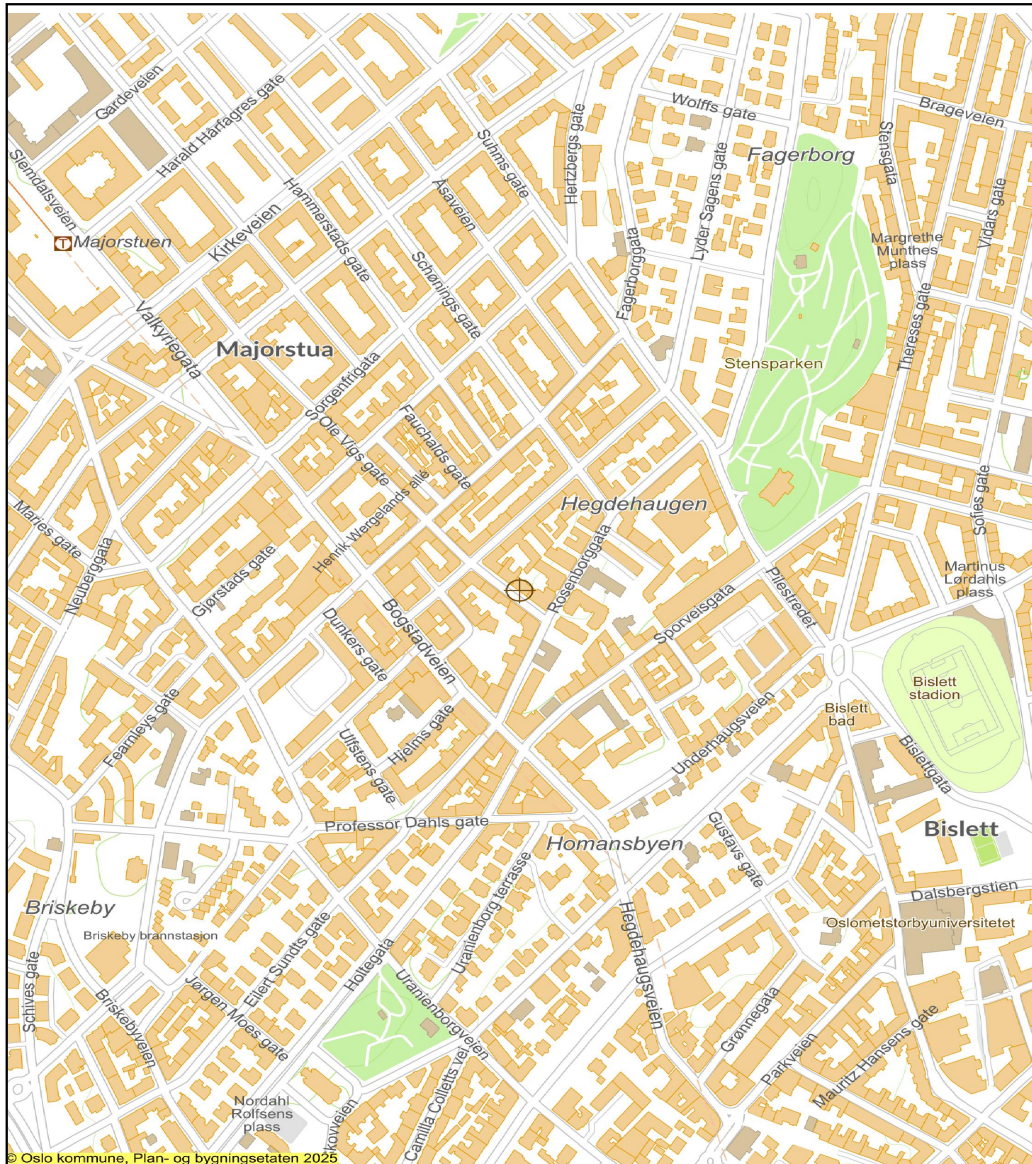 Gardeveien
Harald Hårfagres gate
Slemdalsveien
Majorstuen
Kirkeveien
Hammerstads gate
Suhms gate
Åsaveien
Schønings gate
Hertzbergs gate
Wolffs gate
Fagerborg
Stensgata
Brageveien
Lyder Sagens gate
Fagerborggata
Vidars gate
Margrethe
Munthes
plass
Valkyriegata
Majorstua
Thereses gate
Stensparken
Sorgenfrigata
Ole Vigs gate
Fauchalds gate
Henrik Wergelands allé
Hegdehaugen
Sofies gate
Maries gate
Neuberggata
Gjørstads gate
Rosenborggata
Martinus
Lørdahls
plass
Pilestredet
Dunkers gate
Bogstadveien
Sporveisgata
Bislett
stadion
Bislett
bad
Fearnleys gate
Ulfstens gate
Hjelms gate
Underhaugsveien
Bislettgata
Professor Dahls gate
Homansbyen
Gustavs gate
Bislett
Dalsbergstien
Briskeby
Briskeby brannstasjon
Eilert Sundts gate
Holtegata
Uranienborg terrasse
Hegdehaugsveien
Oslometstorbyuniversitetet
Schives gate
Briskebyveien
Jørgen Moes gate
Uranienborgveien
Grønnegata
Parkveien
Mauritz Hansens gate
Nordahl
Rolfsens
plass
kovveien
Camilla Colletts vei
© Oslo kommune, Plan- og bygningsetaten 2025